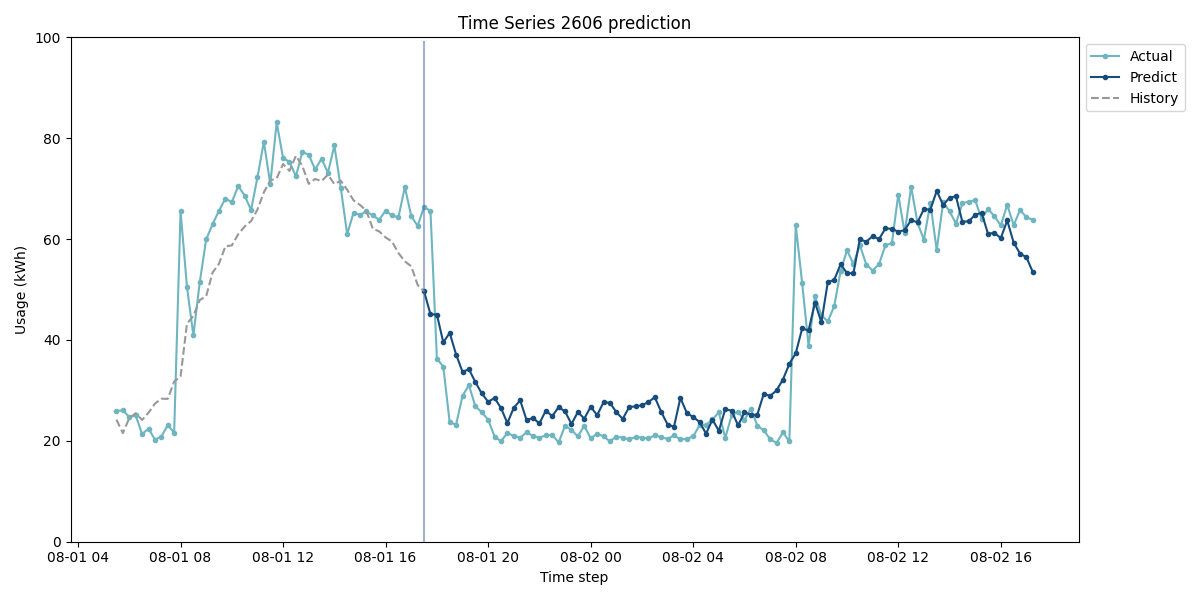 Time Series 2606 prediction
Usage (kWh)
100
80
60
40
20
0
08-01 04
08-01 08
08-01 12
08-01 16
08-01 20
08-02 00
08-02 04
08-02 08
08-02 12
08-02 16
Time step
Actual
Predict
History